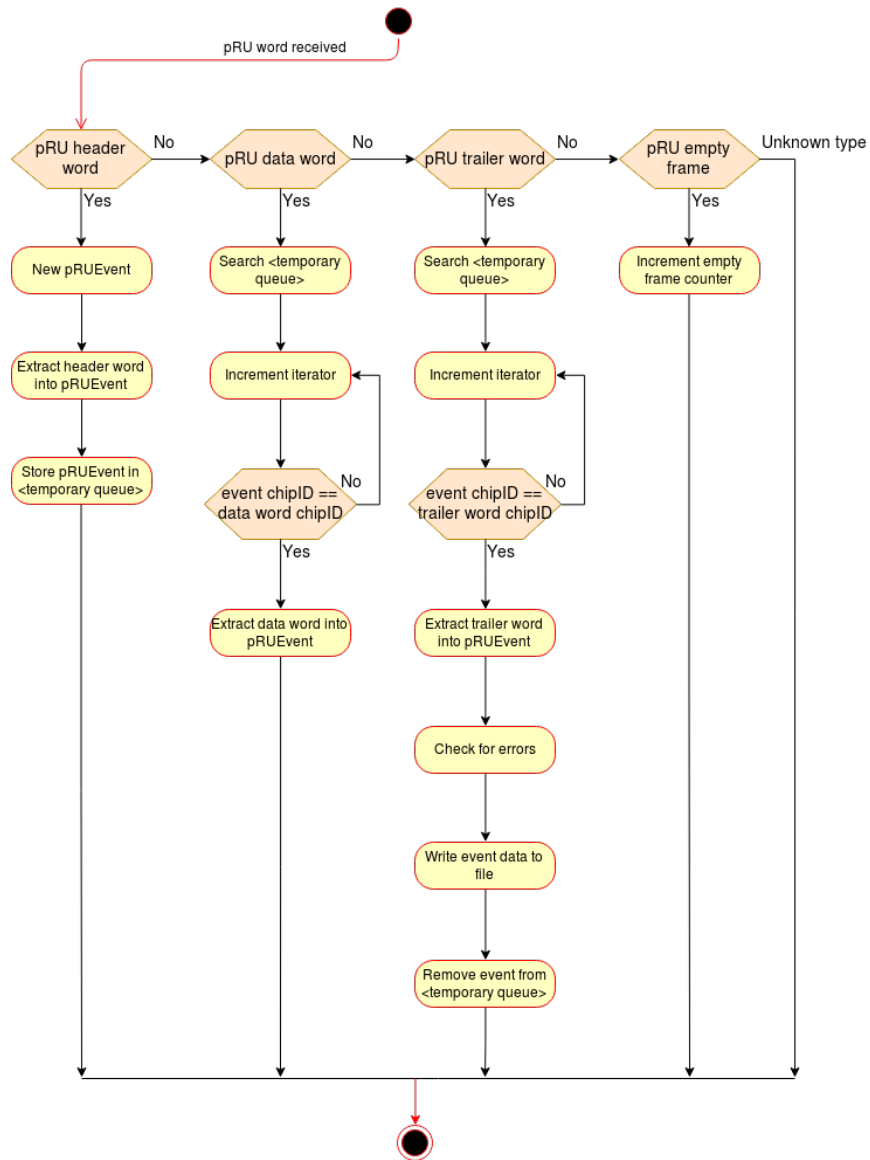 pRU word received
pRU header
word
No
pRU data word
No
pRU trailer word
No
pRU empty
frame
Unknown type
Yes
Yes
Yes
Yes
New pRUEvent
Search <temporary
queue>
Search <temporary
queue>
Increment empty
frame counter
Extract header word
into pRUEvent
Increment iterator
Increment iterator
Store pRUEvent in
<temporary queue>
event chipID ==
data word chipID
No
event chipID ==
trailer word chipID
No
Yes
Yes
Extract data word into
pRUEvent
Extract trailer word
into pRUEvent
Check for errors
Write event data to
file
Remove event from
<temporary queue>